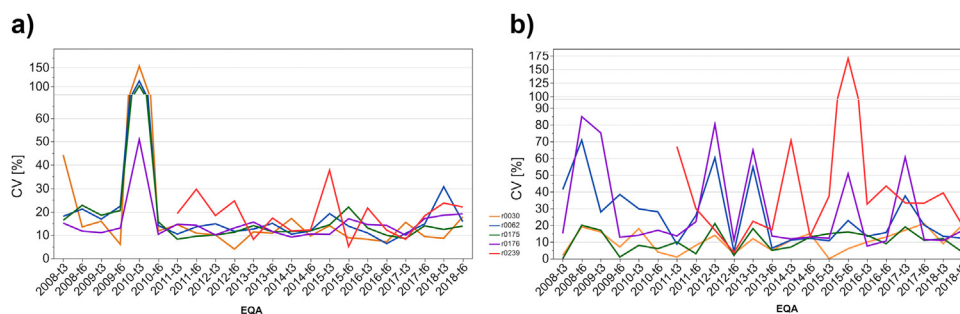 a)
CV [%]
150
100
60
50
40
30
20
10
0
2008-t3
2008-t6
2009-t3
2009-t6
2010-t3
2010-t6
2011-t3
2011-t6
2012-t3
2012-t6
2013-t3
2013-t6
2014-t3
2014-t6
2015-t3
2015-t6
2016-t3
2016-t6
2017-t3
2017-t6
2018-t3
2018-t6
EQA
b)
CV [%]
175
150
125
100
90
80
70
60
50
40
30
20
10
0
r0030
r0062
r0175
r0176
r0239
2008-t3
2008-t6
2009-t3
2009-t6
2010-t3
2010-t6
2011-t3
2011-t6
2012-t3
2012-t6
2013-t3
2013-t6
2014-t3
2014-t6
2015-t3
2015-t6
2016-t3
2016-t6
2017-t3
2017-t6
2018-t3
2018-t6
EQA